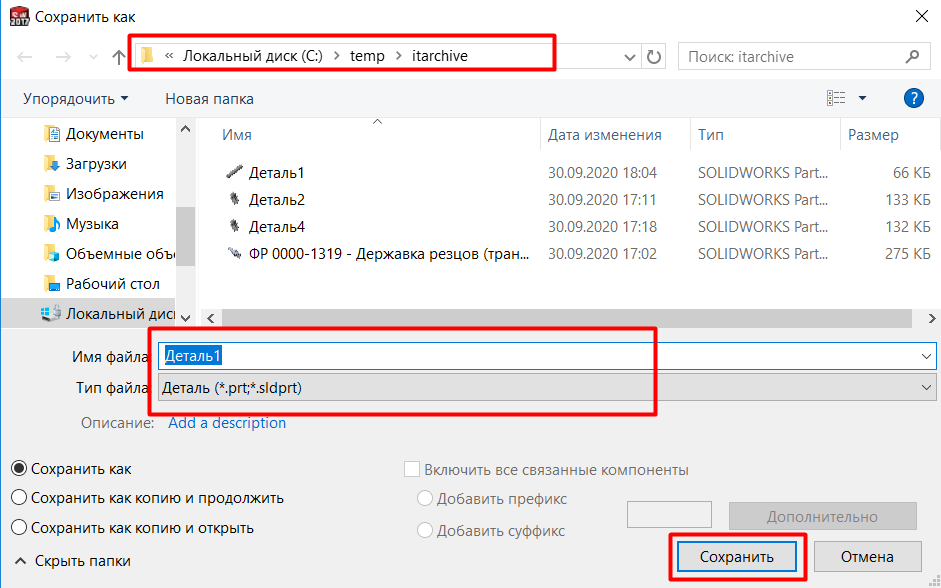 Сохранить как
« Локальный диск (C:) > temp > itarchive
Поиск: itarchive
Упорядочить
Новая папка
Документы
Загрузки
Изображения
Музыка
Объемные объ
Рабочий стол
Локальный дис
Имя Дата изменения Тип Размер
Деталь1 30.09.2020 18:04 SOLIDWORKS Part... 66 КБ
Деталь2 30.09.2020 17:11 SOLIDWORKS Part... 133 КБ
Деталь4 30.09.2020 17:18 SOLIDWORKS Part... 132 КБ
ФР 0000-1319 - Державка резцов (тран... 30.09.2020 17:02 SOLIDWORKS Part... 275 КБ
Имя файла: Деталь1
Тип файла: Деталь (*.prt;*.sldprt)
Описание: Add a description
Сохранить как
Сохранить как копию и продолжить
Сохранить как копию и открыть
Включить все связанные компоненты
Добавить префикс
Добавить суффикс
Дополнительно
Скрыть папки
Сохранить
Отмена